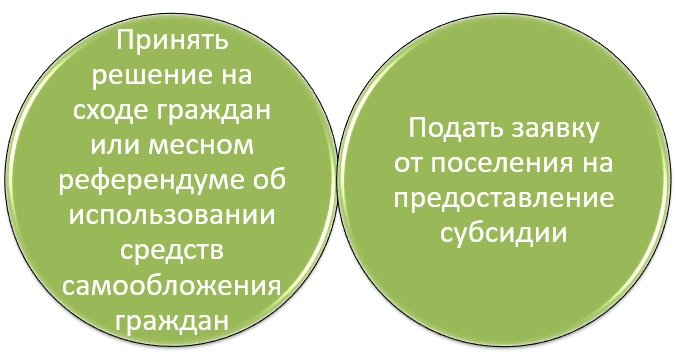 Принять
решение на
сходе граждан
или месном
референдуме об
использовании
средств
самообложения
граждан
Подать заявку
от поселения на
предоставление
субсидии